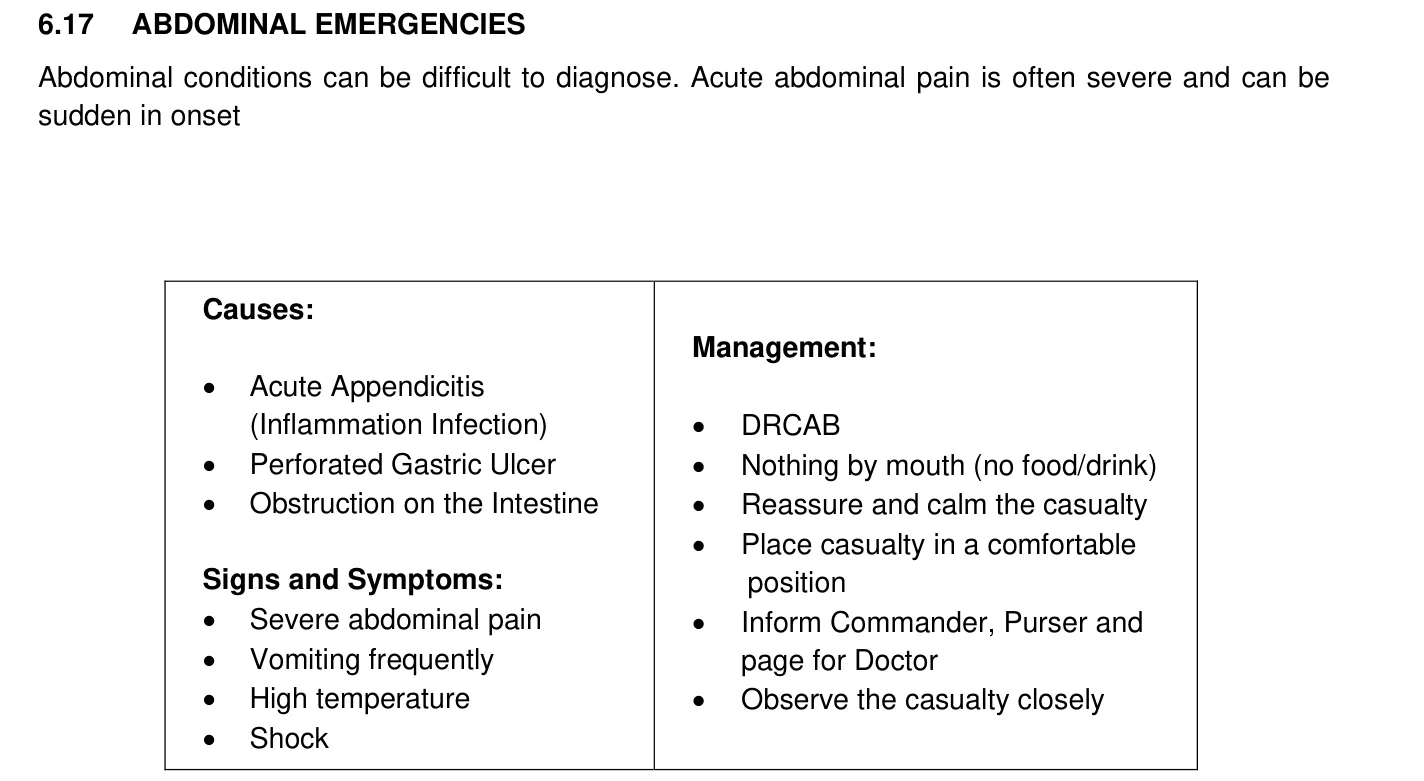 6.17 ABDOMINAL EMERGENCIES
Abdominal conditions can be difficult to diagnose. Acute abdominal pain is often severe and can be
sudden in onset
Causes:
• Acute Appendicitis
(Inflammation Infection)
• Perforated Gastric Ulcer
• Obstruction on the Intestine
Signs and Symptoms:
• Severe abdominal pain
• Vomiting frequently
• High temperature
• Shock
Management:
• DRCAB
• Nothing by mouth (no food/drink)
• Reassure and calm the casualty
• Place casualty in a comfortable
position
• Inform Commander, Purser and
page for Doctor
• Observe the casualty closely